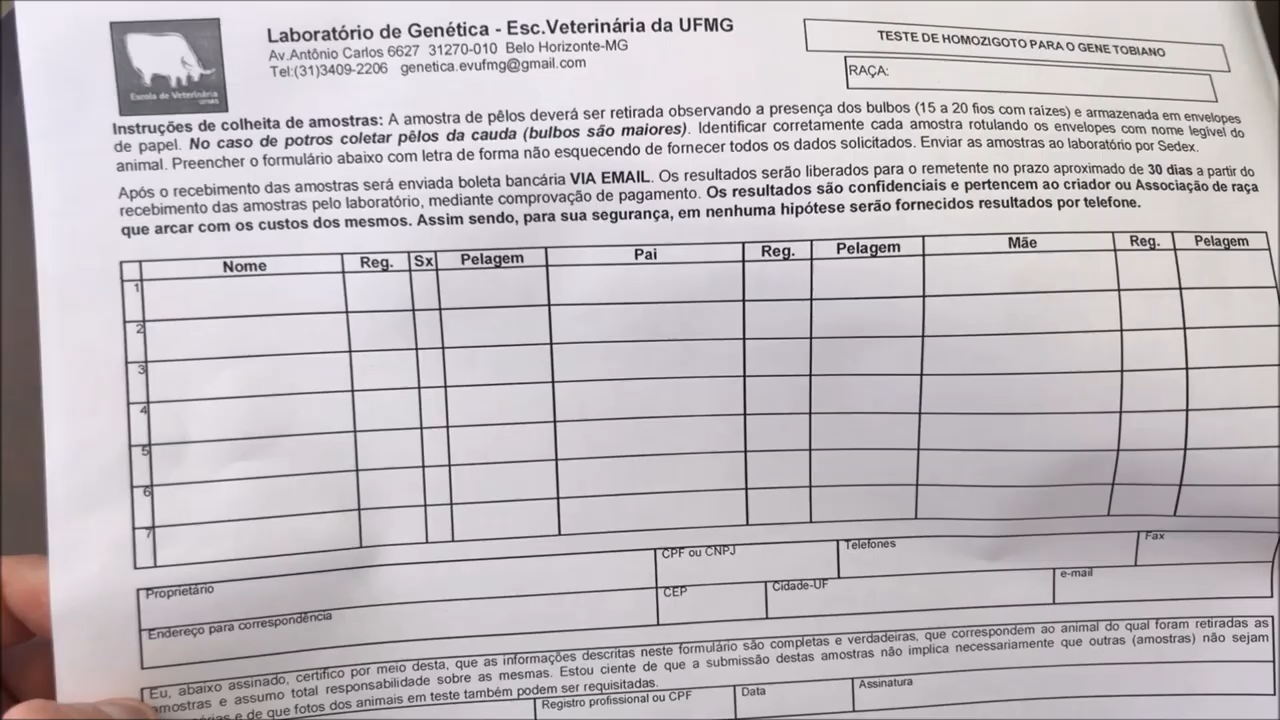 Laboratório de Genética - Esc.Veterinária da UFMG
Av.Antônio Carlos 6627 31270-010 Belo Horizonte-MG
Tel:(31)3409-2206 genetica.evufmg@gmail.com
Escola de Veterinária
UFMG
TESTE DE HOMOZIGOTO PARA O GENE TOBIANO
RAÇA:
Instruções de colheita de amostras: A amostra de pêlos deverá ser retirada observando a presença dos bulbos (15 a 20 fios com raízes) e armazenada em envelopes
de papel. No caso de potros coletar pêlos da cauda (bulbos são maiores). Identificar corretamente cada amostra rotulando os envelopes com nome legível do
animal. Preencher o formulário abaixo com letra de forma não esquecendo de fornecer todos os dados solicitados. Enviar as amostras ao laboratório por Sedex.
Após o recebimento das amostras será enviada boleta bancária VIA EMAIL. Os resultados serão liberados para o remetente no prazo aproximado de 30 dias a partir do
recebimento das amostras pelo laboratório, mediante comprovação de pagamento. Os resultados são confidenciais e pertencem ao criador ou Associação de raça
que arcar com os custos dos mesmos. Assim sendo, para sua segurança, em nenhuma hipótese serão fornecidos resultados por telefone.
Nome Reg. Sx Pelagem Pai Reg. Pelagem Mãe Reg. Pelagem
1
2
3
4
5
6
7
Proprietário CPF ou CNPJ Telefones Fax
Endereço para correspondência CEP Cidade-UF e-mail
Eu, abaixo assinado, certifico por meio desta, que as informações descritas neste formulário são completas e verdadeiras, que correspondem ao animal do qual foram retiradas as
amostras e assumo total responsabilidade sobre as mesmas. Estou ciente de que a submissão destas amostras não implica necessariamente que outras (amostras) não sejam
e de que fotos dos animais em teste também podem ser requisitadas.
Registro profissional ou CPF Data Assinatura